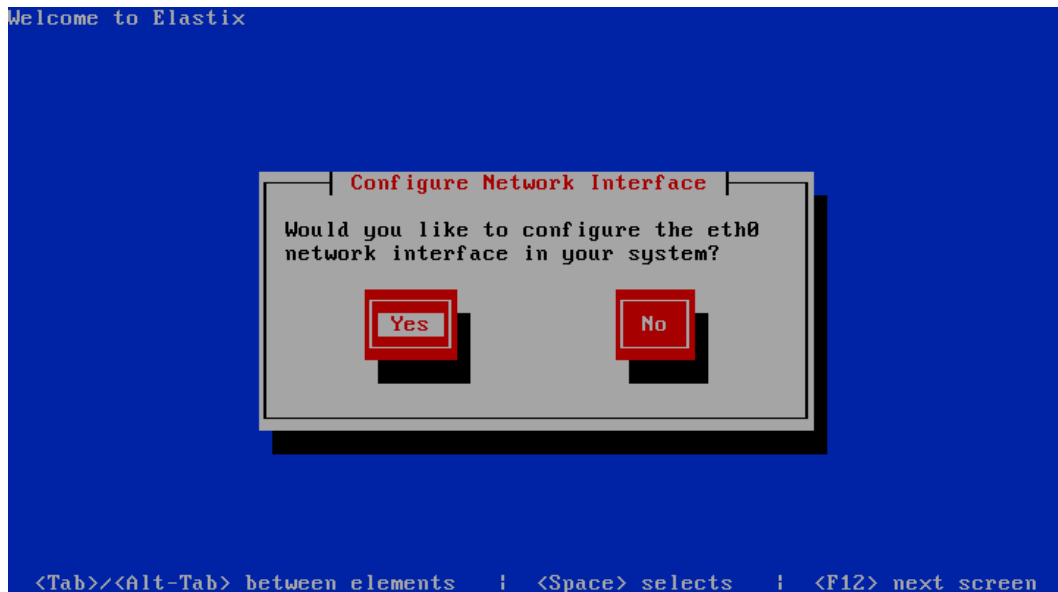 Welcome to Elastix
Configure Network Interface
Would you like to configure the eth0
network interface in your system?
Yes
No
<Tab>/<Alt-Tab> between elements | <Space> selects | <F12> next screen